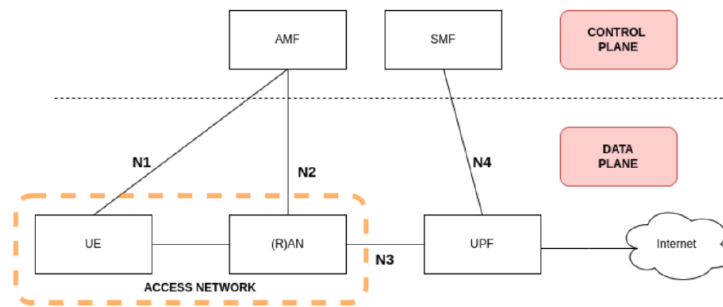 AMF
SMF
CONTROL
PLANE
N1
N2
N4
DATA
PLANE
UE
(R)AN
N3
UPF
Internet
ACCESS NETWORK